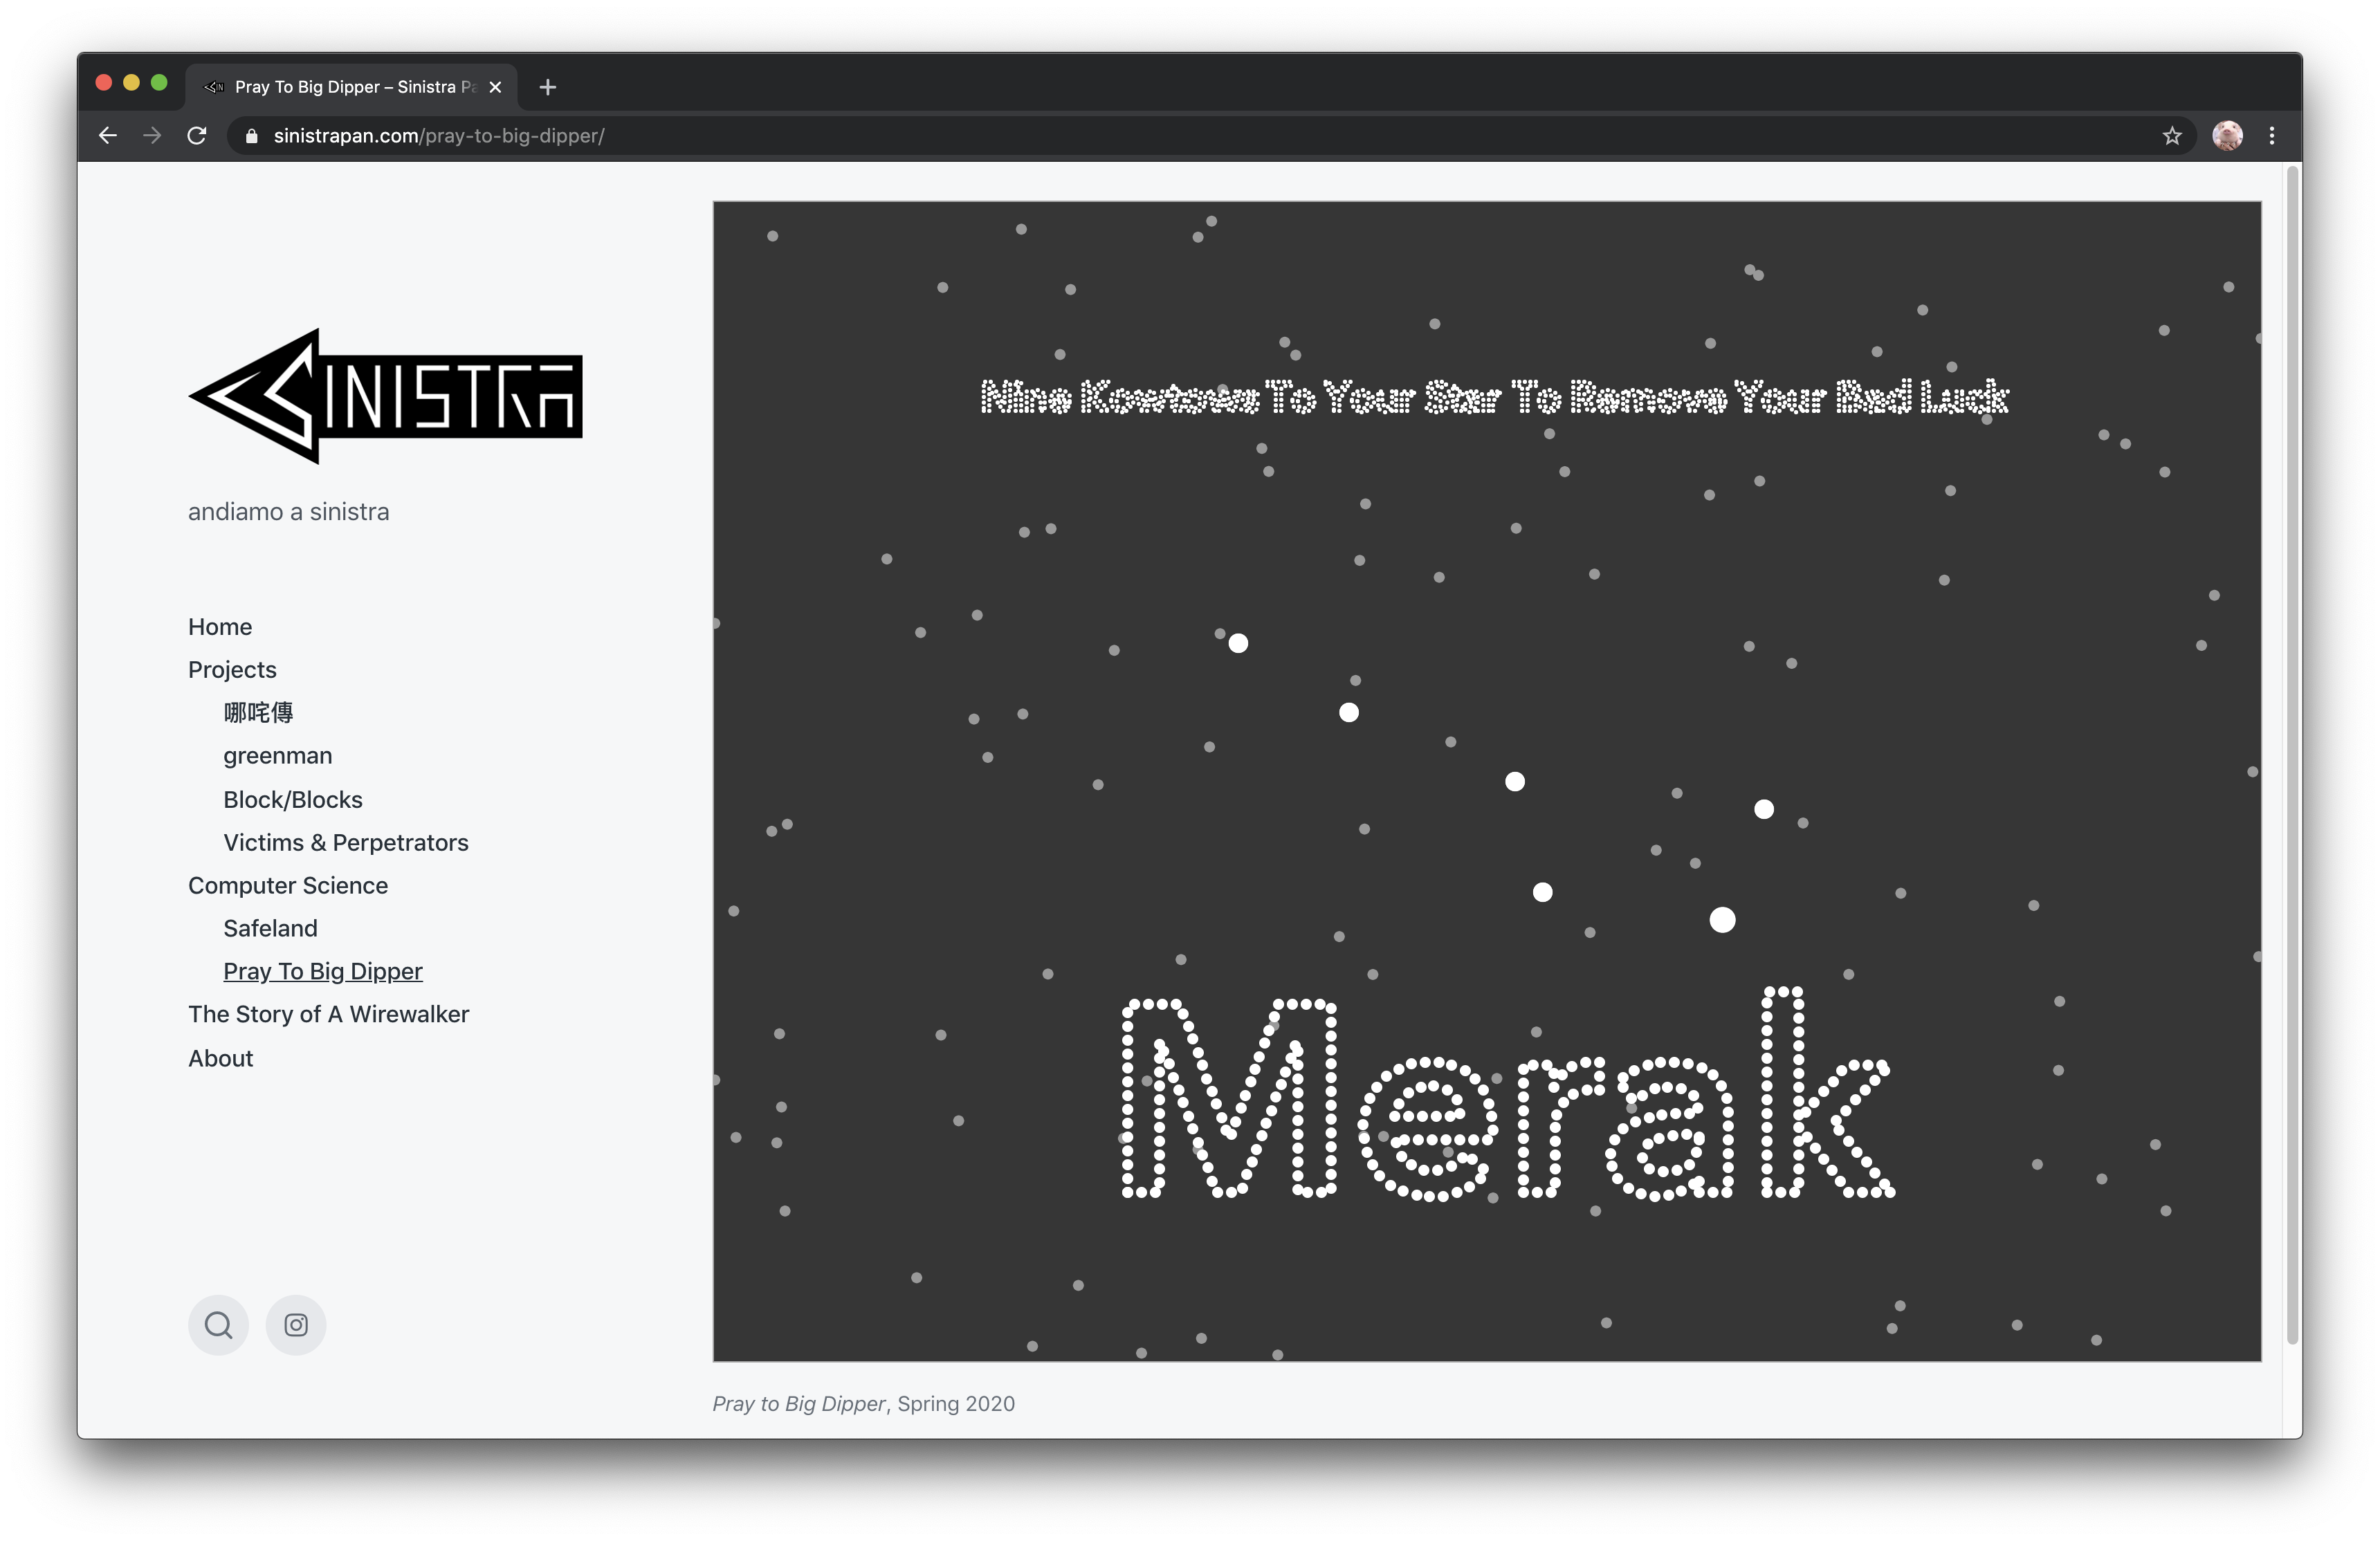 Pray To Big Dipper – Sinistra Pa
sinistrapan.com/pray-to-big-dipper/
SINISTRA
andiamo a sinistra
Home
Projects
哪吒傳
greenman
Block/Blocks
Victims & Perpetrators
Computer Science
Safeland
Pray To Big Dipper
The Story of A Wirewalker
About
Nine Kowtows To Your Star To Remove Your Bad Luck
Merak
Pray to Big Dipper, Spring 2020